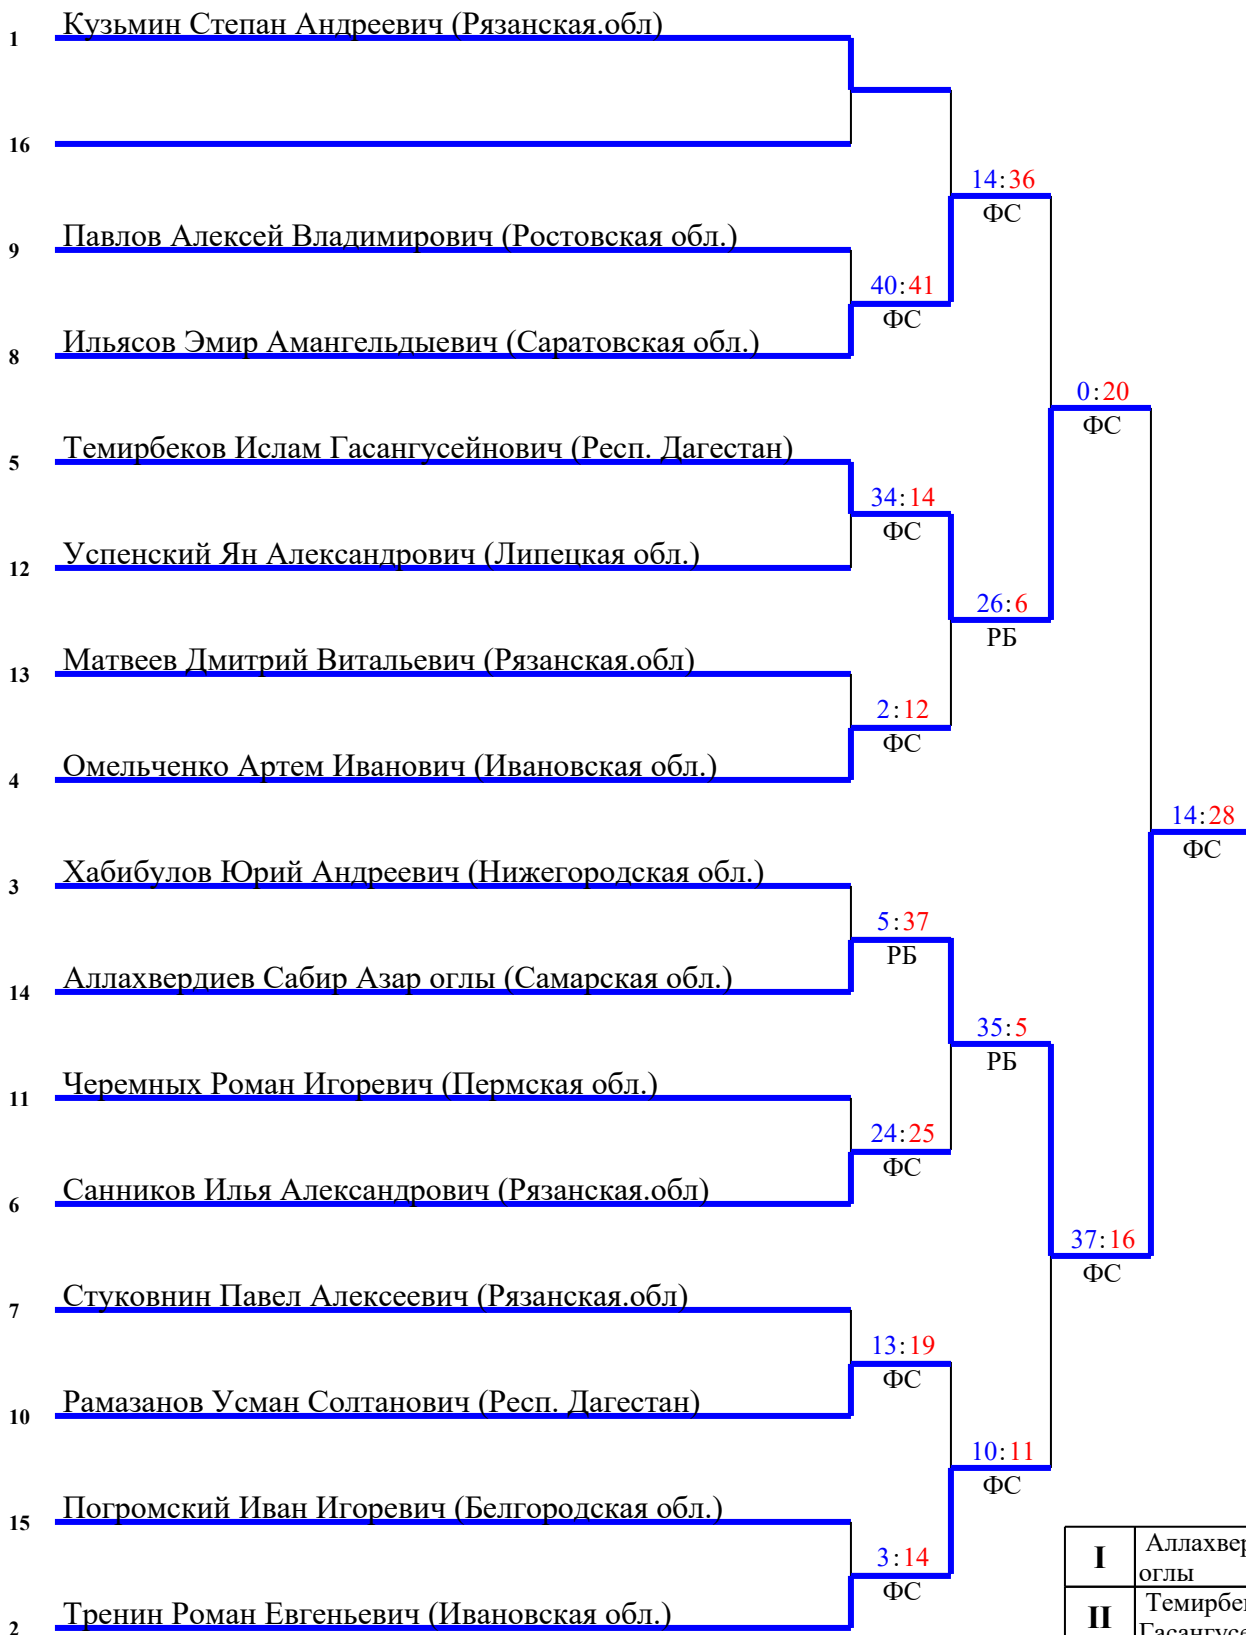 Кузьмин Степан Андреевич (Рязанская.обл)
1
16
14:36
ФС
Павлов Алексей Владимирович (Ростовская обл.)
9
40:41
ФС
Ильясов Эмир Амангельдыевич (Саратовская обл.)
8
0:20
ФС
Темирбеков Ислам Гасангусейнович (Респ. Дагестан)
5
34:14
ФС
Успенский Ян Александрович (Липецкая обл.)
12
26:6
РБ
Матвеев Дмитрий Витальевич (Рязанская.обл)
13
2:12
ФС
Омельченко Артем Иванович (Ивановская обл.)
4
14:28
ФС
Хабибулов Юрий Андреевич (Нижегородская обл.)
3
5:37
РБ
Аллахвердиев Сабир Азар оглы (Самарская обл.)
14
35:5
РБ
Черемных Роман Игоревич (Пермская обл.)
11
24:25
ФС
Санников Илья Александрович (Рязанская.обл)
6
37:16
ФС
Стуковнин Павел Алексеевич (Рязанская.обл)
7
13:19
ФС
Рамазанов Усман Солтанович (Респ. Дагестан)
10
10:11
ФС
Погромский Иван Игоревич (Белгородская обл.)
15
3:14
ФС
Тренин Роман Евгеньевич (Ивановская обл.)
2
I Аллахвер
оглы
II Темирбе
Гасангусе